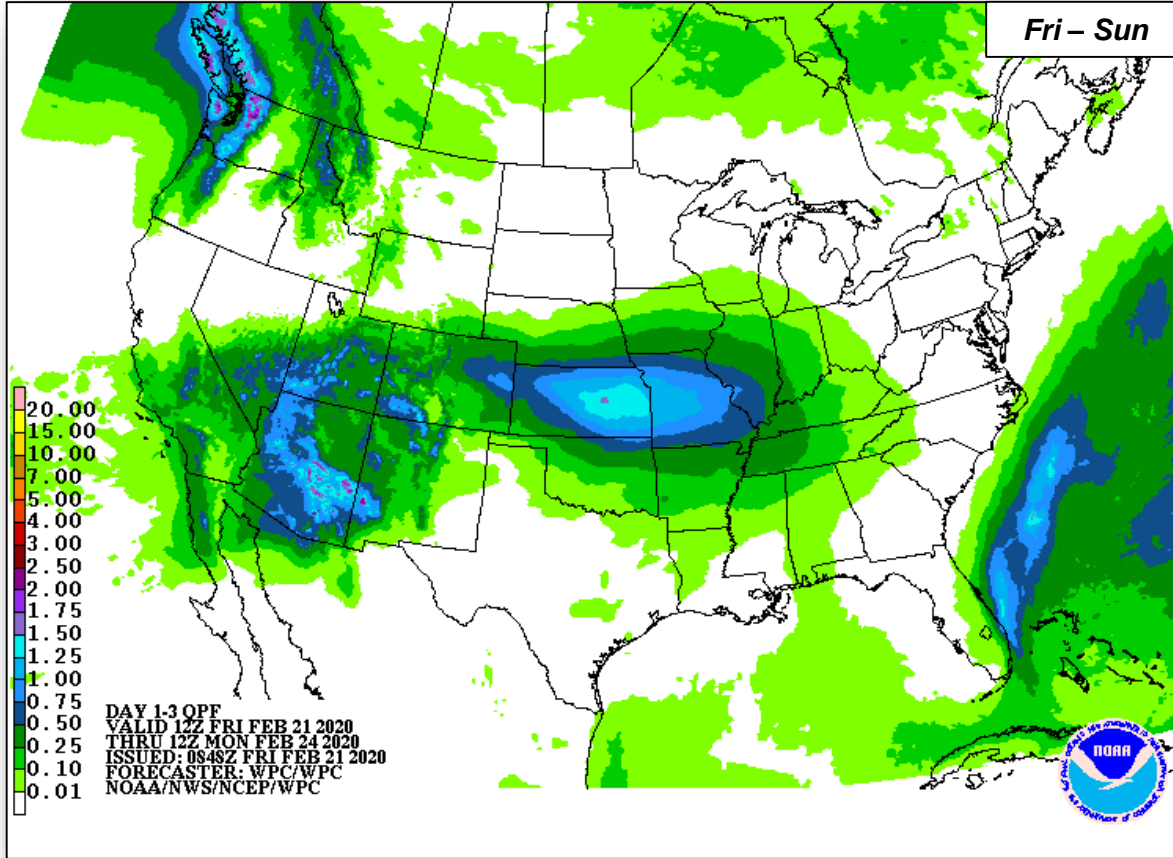 Fri – Sun
20.00
15.00
10.00
7.00
5.00
4.00
3.00
2.50
2.00
1.75
1.50
1.25
1.00
0.75
0.50
0.25
0.10
0.01
DAY 1-3 QPF
VALID 12Z FRI FEB 21 2020
THRU 12Z MON FEB 24 2020
ISSUED: 0848Z FRI FEB 21 2020
FORECASTER: WPC/WPC
NOAA/NWS/NCEP/WPC
NOAA